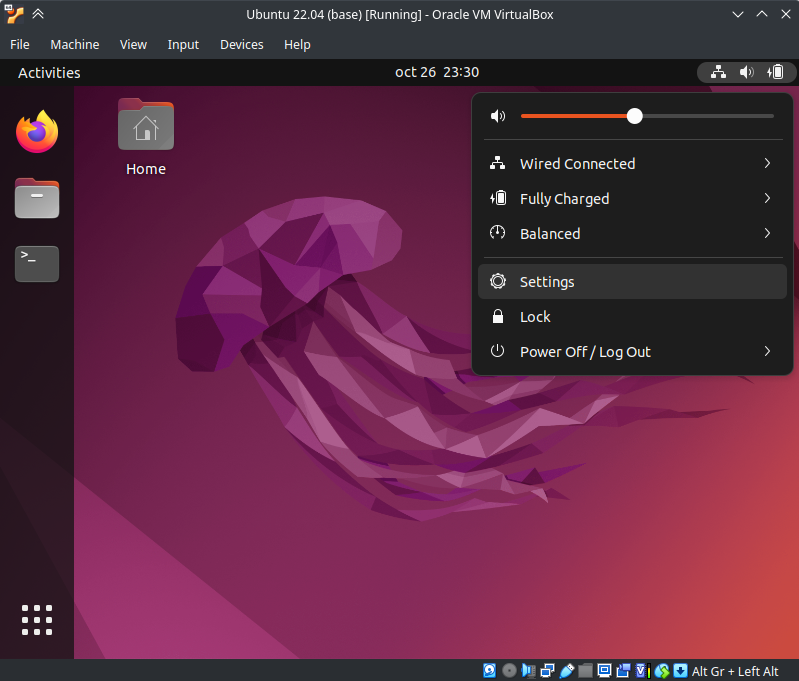 Ubuntu 22.04 (base) [Running] - Oracle VM VirtualBox
File Machine View Input Devices Help
Activities oct 26 23:30
Home
Wired Connected
Fully Charged
Balanced
Settings
Lock
Power Off / Log Out
>_
Alt Gr + Left Alt